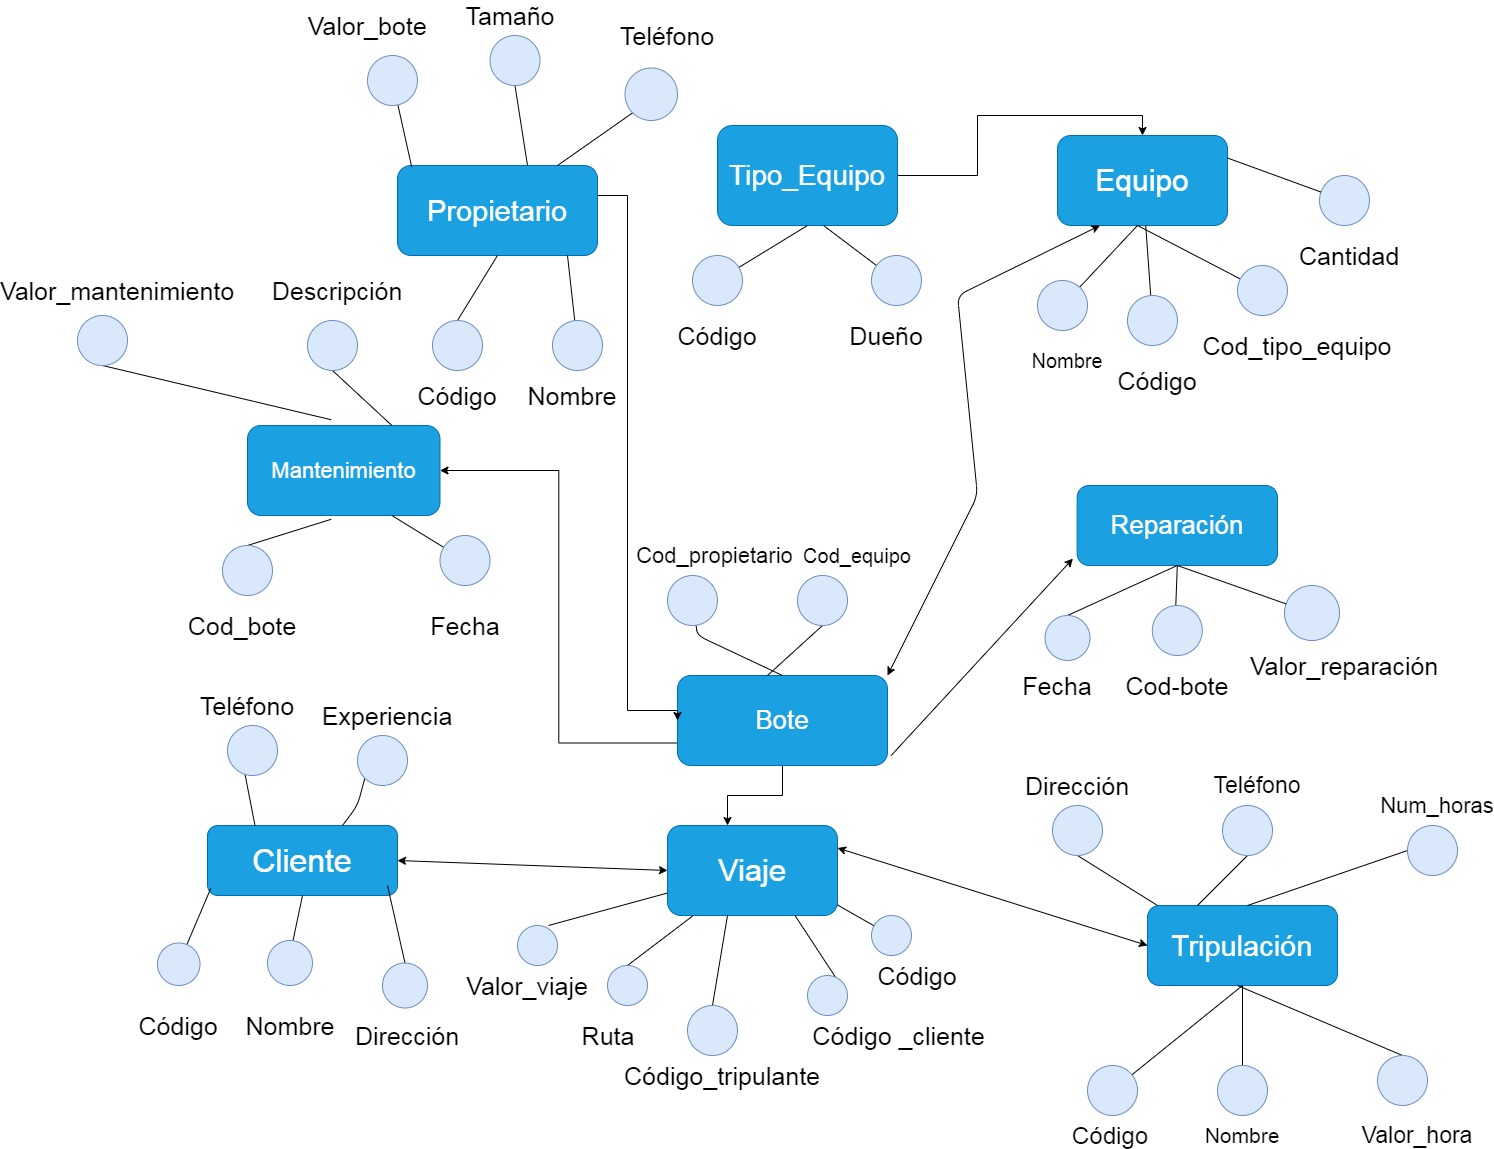 Valor_bote
Tamaño
Teléfono
Propietario
Código
Nombre
Tipo_Equipo
Código
Dueño
Equipo
Cantidad
Nombre
Código
Cod_tipo_equipo
Valor_mantenimiento
Descripción
Mantenimiento
Cod_bote
Fecha
Reparación
Fecha
Cod-bote
Valor_reparación
Cod_propietario
Cod_equipo
Bote
Teléfono
Experiencia
Cliente
Código
Nombre
Dirección
Viaje
Valor_viaje
Ruta
Código_tripulante
Código _cliente
Código
Dirección
Teléfono
Num_horas
Tripulación
Código
Nombre
Valor_hora